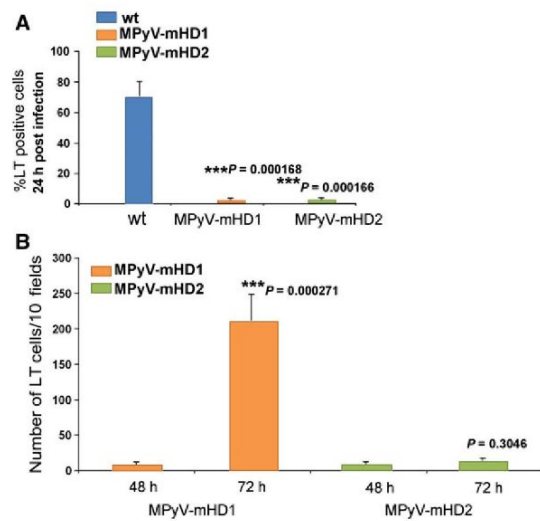 A
wt
MPyV-mHD1
MPyV-mHD2
%LT positive cells
24 h post infection
100
80
60
40
20
0
***P = 0.000168
***P = 0.000166
wt MPyV-mHD1 MPyV-mHD2
B
MPyV-mHD1
MPyV-mHD2
Number of LT cells/10 fields
300
250
200
150
100
50
0
***P = 0.000271
P = 0.3046
48 h 72 h 48 h 72 h
MPyV-mHD1 MPyV-mHD2